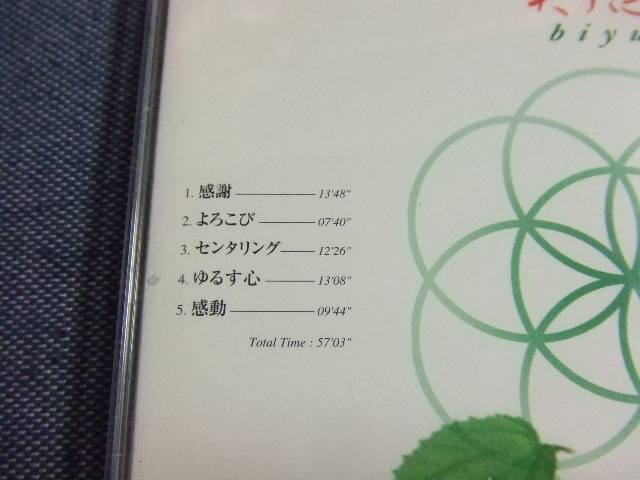 biyu
1. 感謝 13'48"
2. よろこび 07'40"
3. センタリング 12'26"
4. ゆるす心 13'08"
5. 感動 09'44"
Total Time : 57'03"